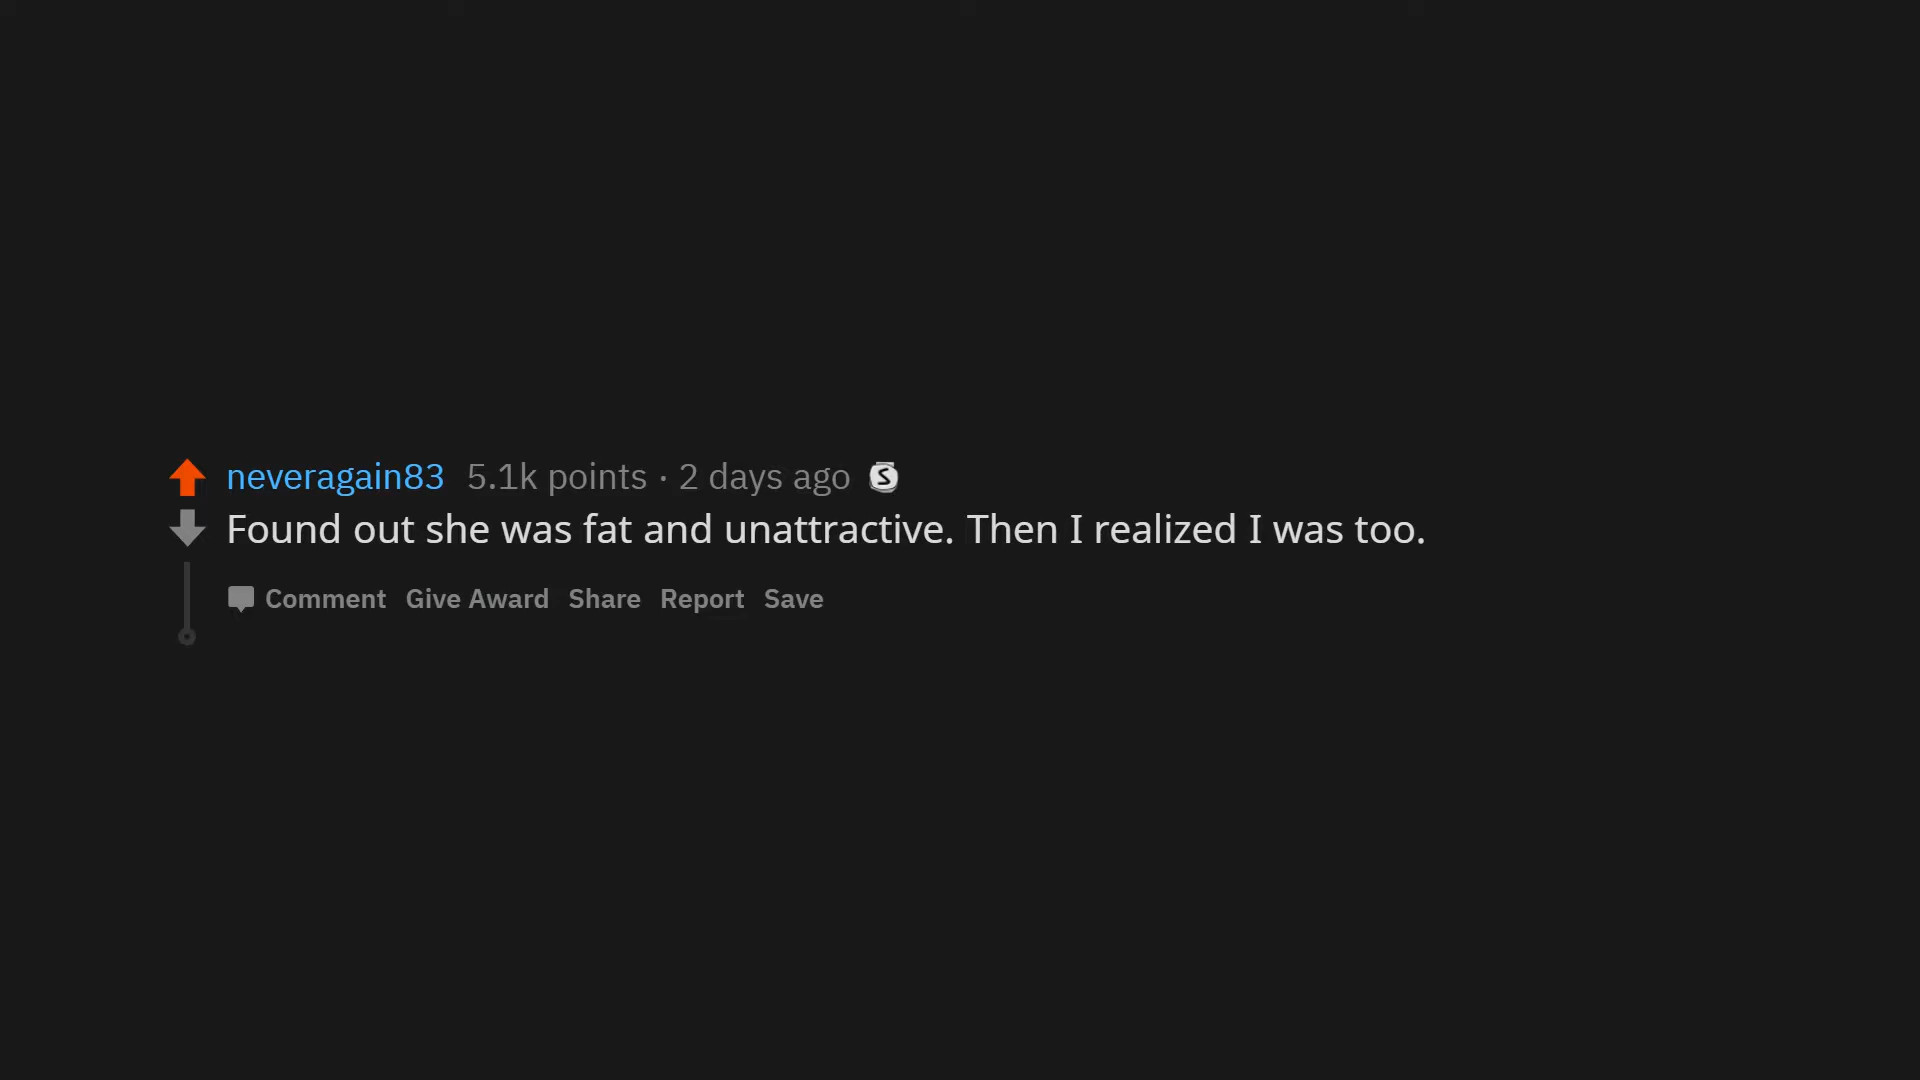 neveragain83 5.1k points · 2 days ago S
Found out she was fat and unattractive. Then I realized I was too.
Comment Give Award Share Report Save